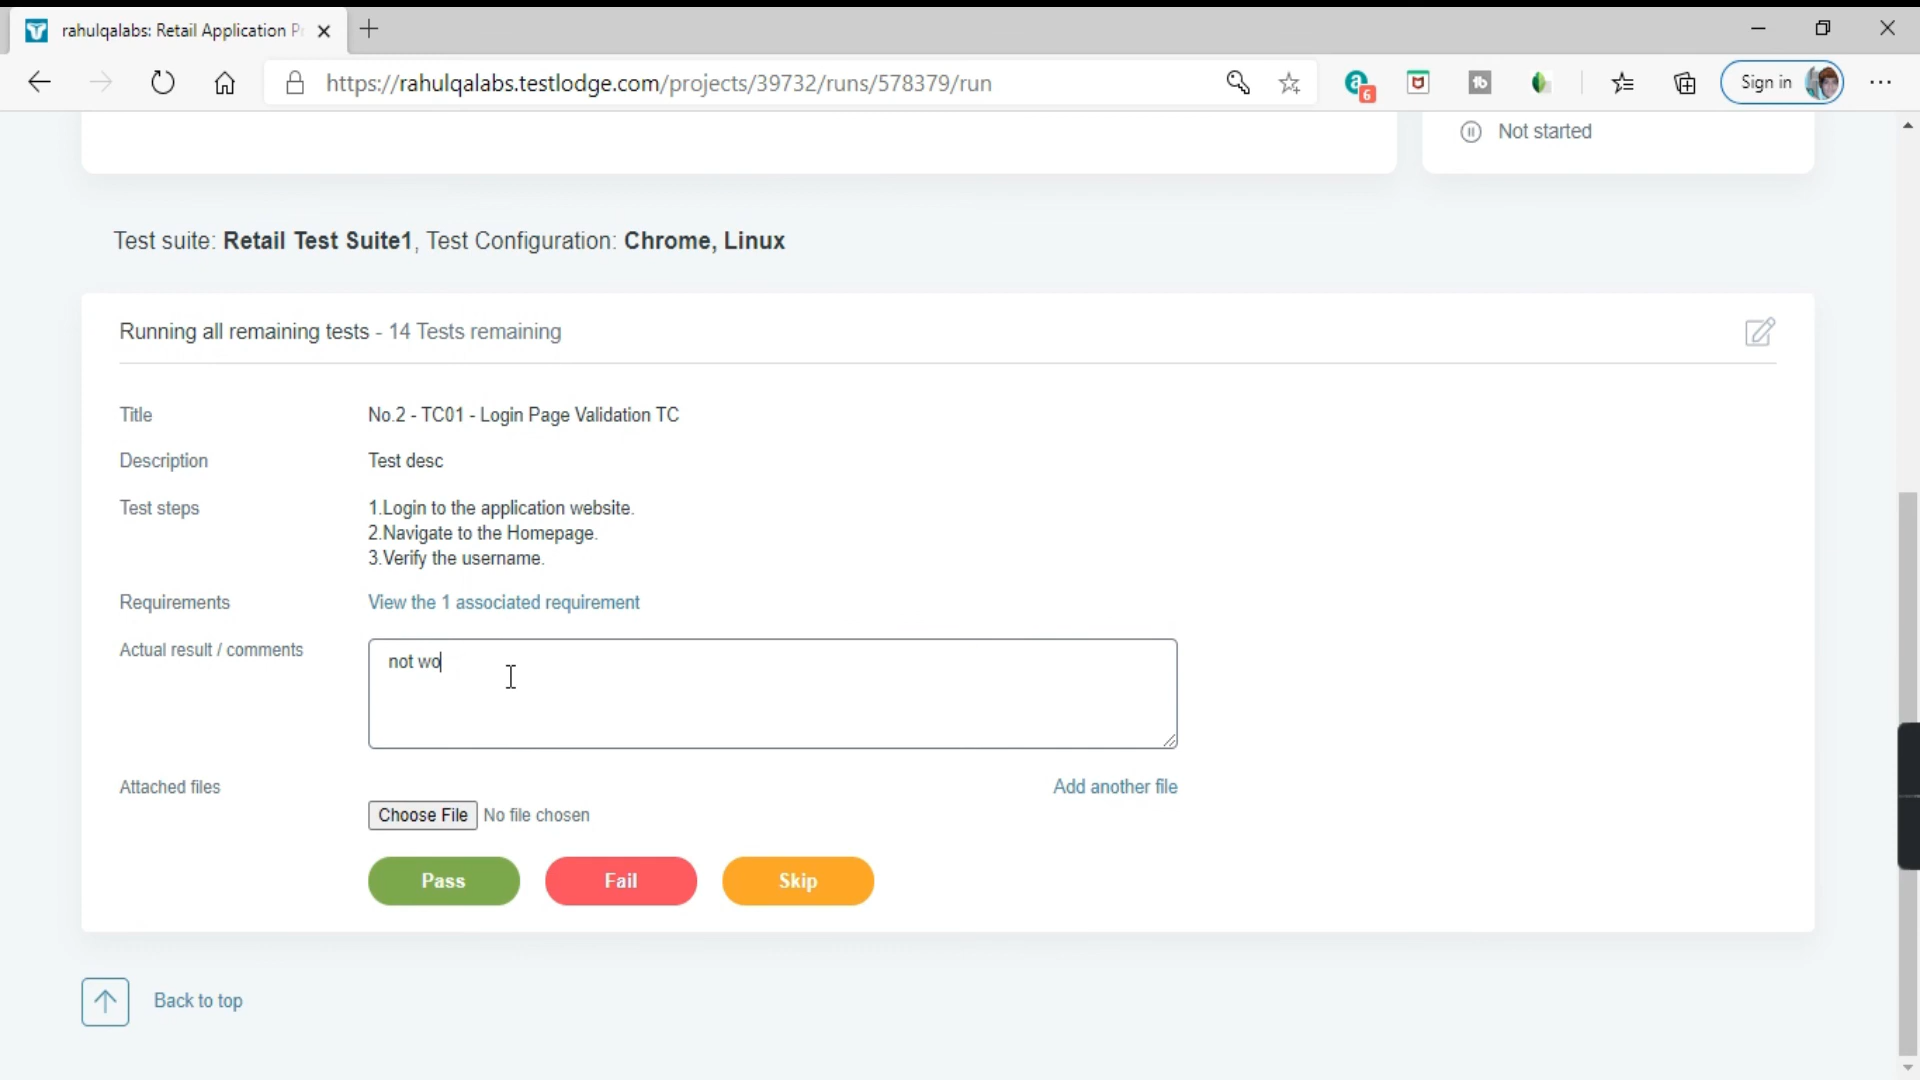 rahulqalabs: Retail Application P
https://rahulqalabs.testlodge.com/projects/39732/runs/578379/run
6
Sign in
Not started
Test suite: Retail Test Suite1, Test Configuration: Chrome, Linux
Running all remaining tests - 14 Tests remaining
Title
No.2 - TC01 - Login Page Validation TC
Description
Test desc
Test steps
1.Login to the application website.
2.Navigate to the Homepage.
3.Verify the username.
Requirements
View the 1 associated requirement
Actual result / comments
not wo
Attached files
Add another file
Choose File No file chosen
Pass
Fail
Skip
Back to top